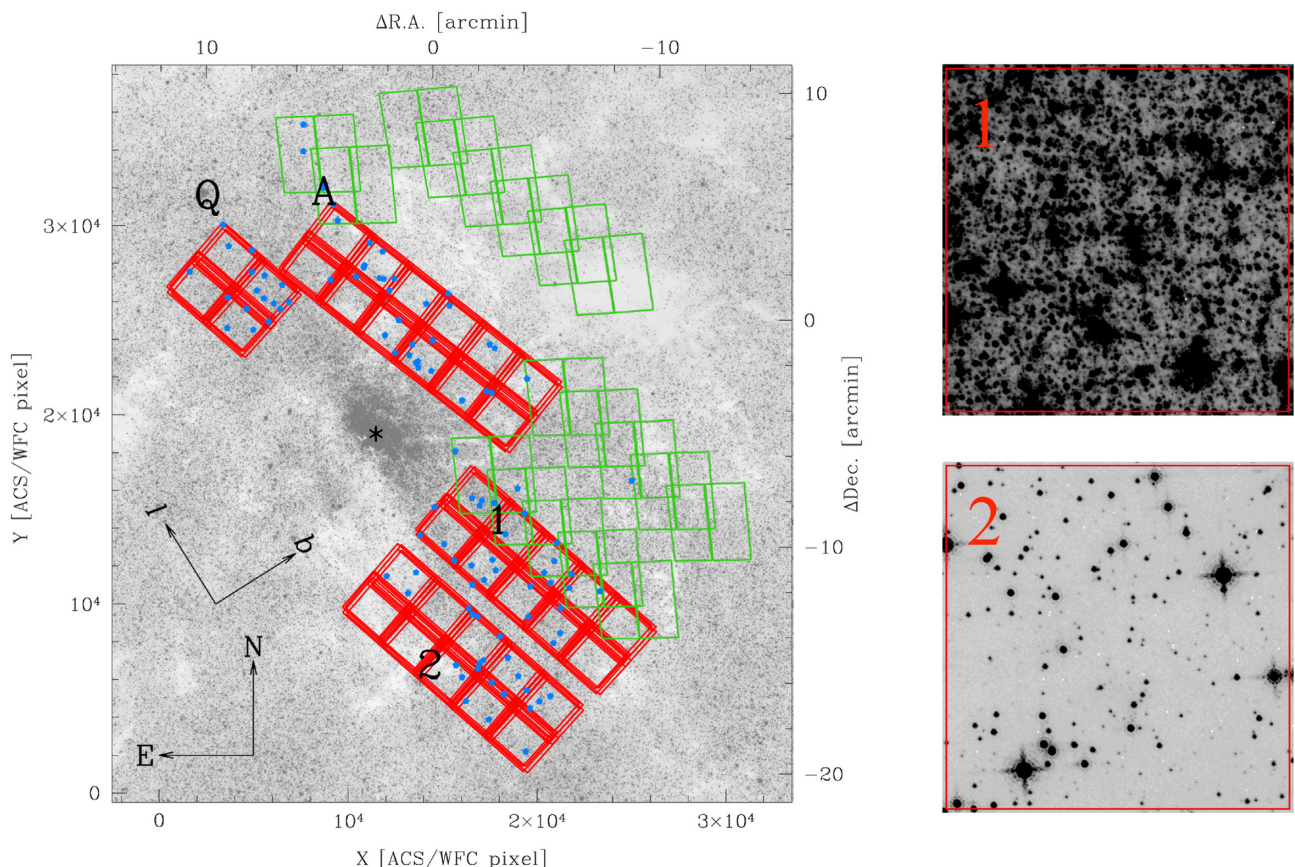 ΔR.A. [arcmin]
10 0 −10
Q A
3×10⁴
2×10⁴
10⁴
0
Y [ACS/WFC pixel]
10
0
−10
−20
ΔDec. [arcmin]
*
1
2
l b
N
E
0 10⁴ 2×10⁴ 3×10⁴
X [ACS/WFC pixel]
1
2